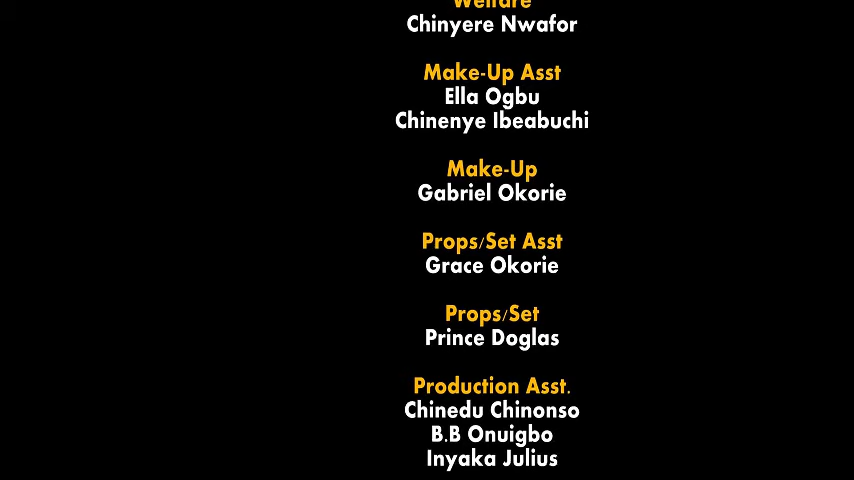 Welfare
Chinyere Nwafor
Make-Up Asst
Ella Ogbu
Chinenye Ibeabuchi
Make-Up
Gabriel Okorie
Props/Set Asst
Grace Okorie
Props/Set
Prince Doglas
Production Asst.
Chinedu Chinonso
B.B Onuigbo
Inyaka Julius